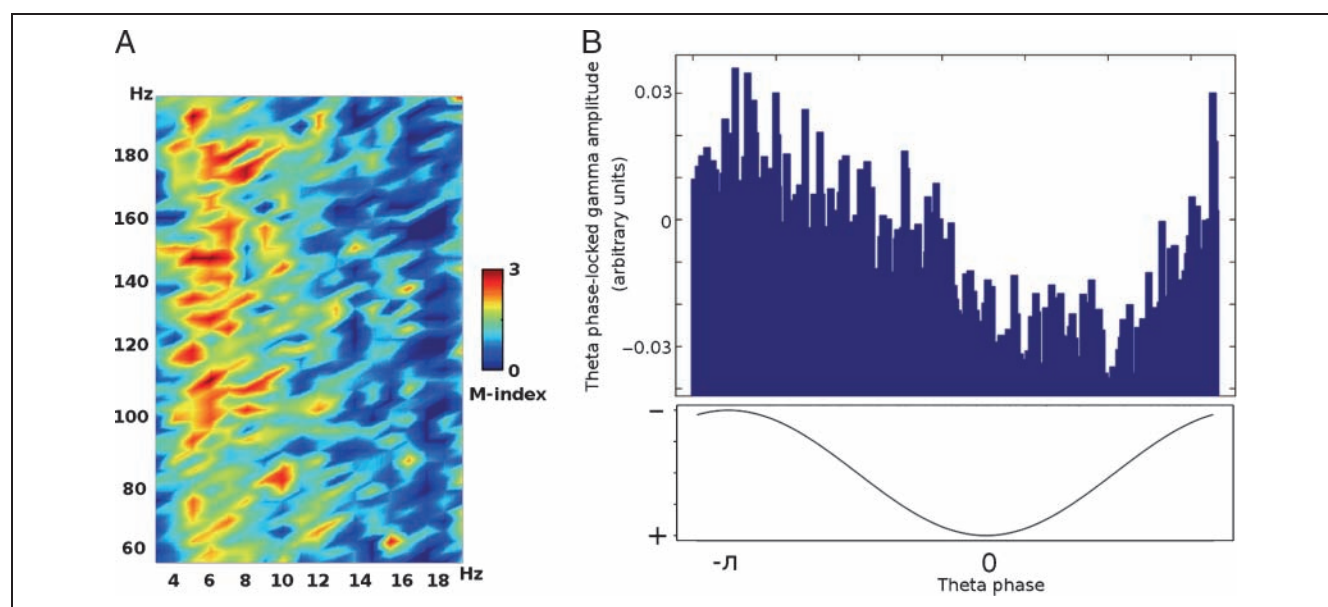 A
Hz
180
160
140
120
100
80
60
4 6 8 10 12 14 16 18 Hz
3
0
M-index
B
Theta phase-locked gamma amplitude
(arbitrary units)
0.03
0
−0.03
−
+
-л 0
Theta phase